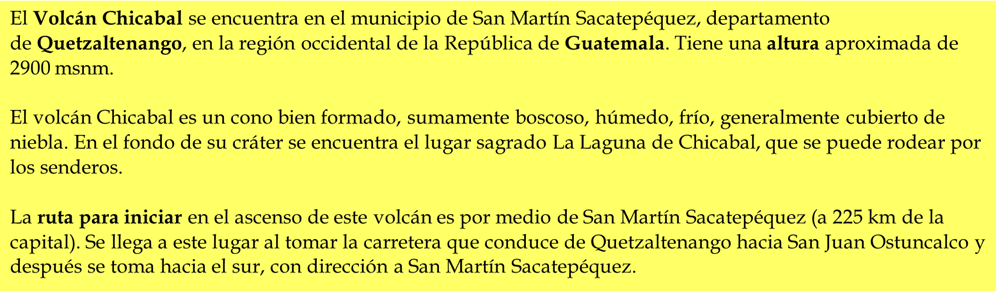 El Volcán Chicabal se encuentra en el municipio de San Martín Sacatepéquez, departamento
de Quetzaltenango, en la región occidental de la República de Guatemala. Tiene una altura aproximada de
2900 msnm.
El volcán Chicabal es un cono bien formado, sumamente boscoso, húmedo, frío, generalmente cubierto de
niebla. En el fondo de su cráter se encuentra el lugar sagrado La Laguna de Chicabal, que se puede rodear por
los senderos.
La ruta para iniciar en el ascenso de este volcán es por medio de San Martín Sacatepéquez (a 225 km de la
capital). Se llega a este lugar al tomar la carretera que conduce de Quetzaltenango hacia San Juan Ostuncalco y
después se toma hacia el sur, con dirección a San Martín Sacatepéquez.